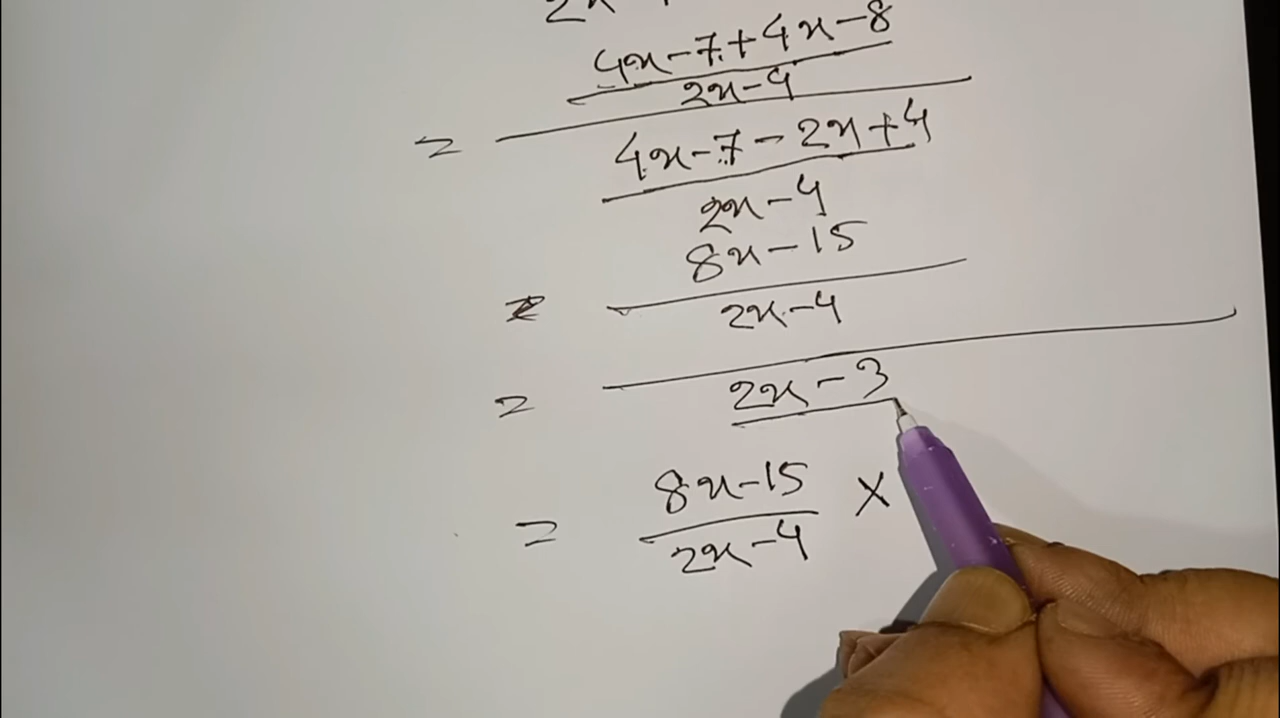 4x-7+4x-8
2x-4
=
4x-7-2x+4
2x-4
8x-15
2x-4
=
2x-3
= 8x-15 ×
2x-4